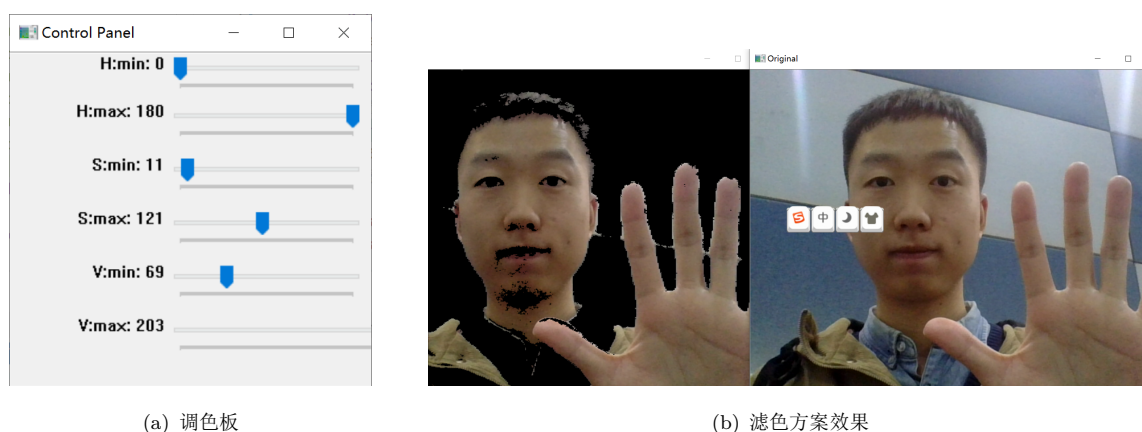 Control Panel
H:min: 0
H:max: 180
S:min: 11
S:max: 121
V:min: 69
V:max: 203
Original
中
(a) 调色板
(b) 滤色方案效果